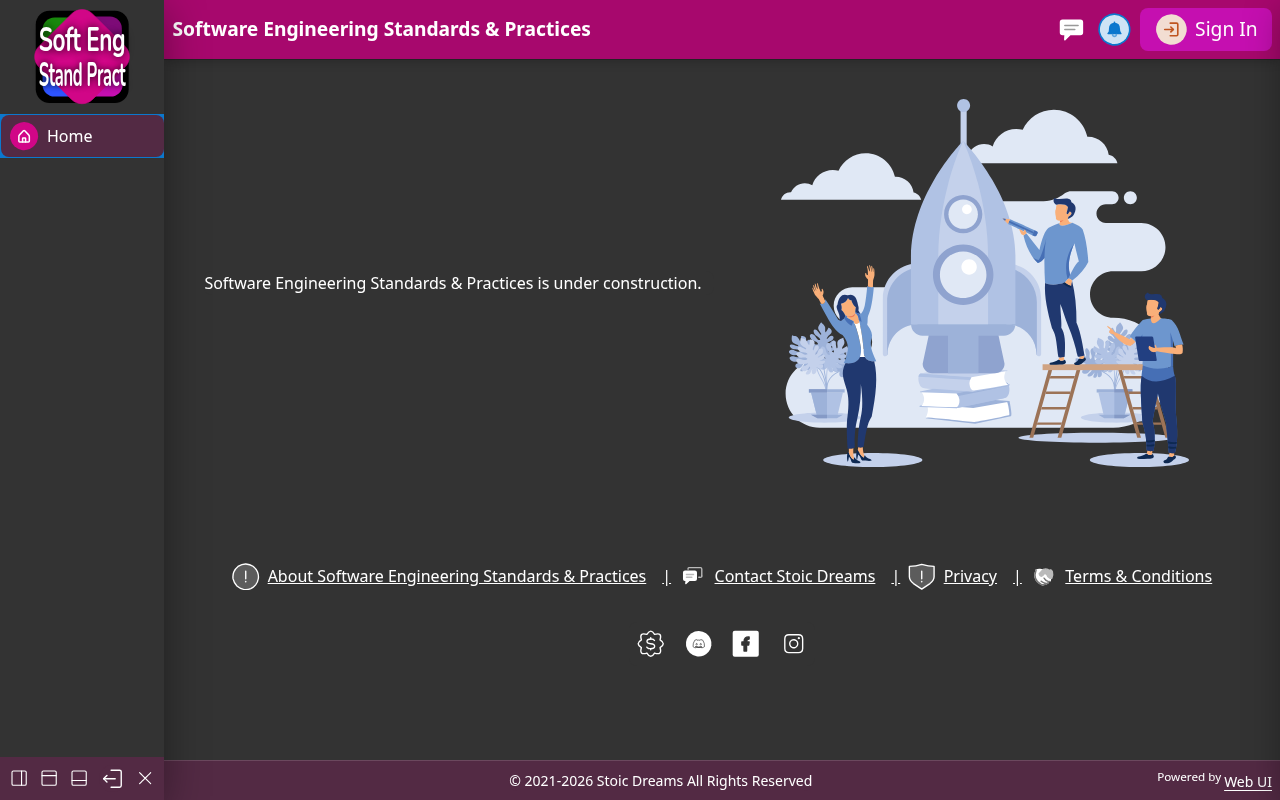 Soft Eng
Stand Pract
Software Engineering Standards & Practices
Sign In
Home
Software Engineering Standards & Practices is under construction.
About Software Engineering Standards & Practices | Contact Stoic Dreams | Privacy | Terms & Conditions
© 2021-2026 Stoic Dreams All Rights Reserved
Powered by Web UI